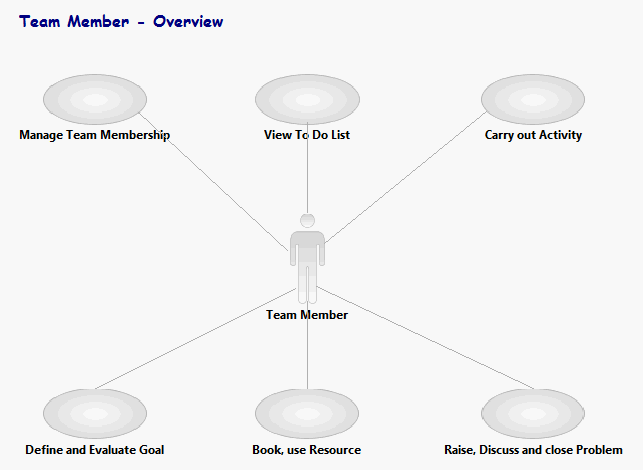 Team Member - Overview
Manage Team Membership
View To Do List
Carry out Activity
Team Member
Define and Evaluate Goal
Book, use Resource
Raise, Discuss and close Problem